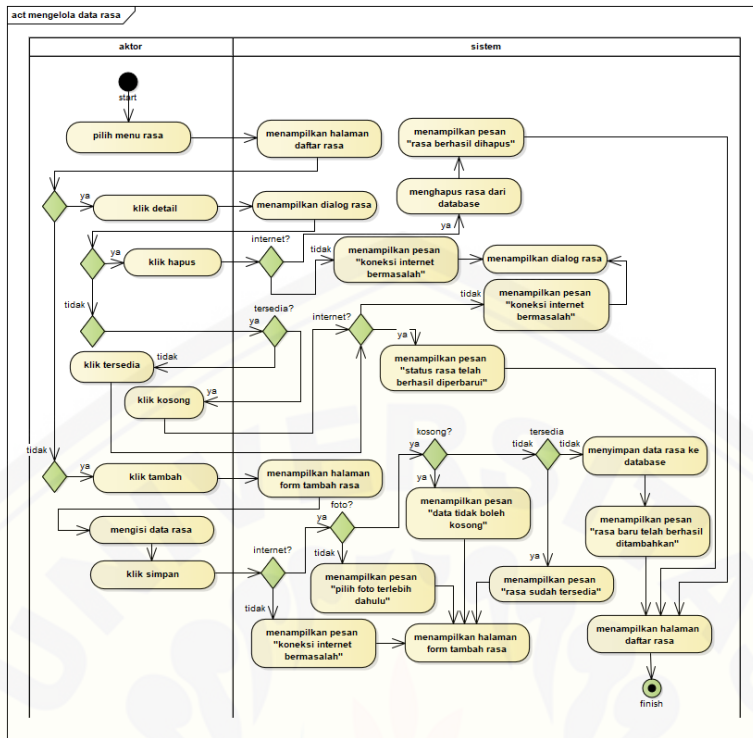 act mengelola data rasa
aktor
sistem
start
pilih menu rasa
menampilkan halaman
daftar rasa
menampilkan pesan
"rasa berhasil dihapus"
ya
klik detail
menampilkan dialog rasa
menghapus rasa dari
database
ya
ya
klik hapus
internet?
tidak
menampilkan pesan
"koneksi internet
bermasalah"
menampilkan dialog rasa
tidak
tersedia?
ya
internet?
tidak
menampilkan pesan
"koneksi internet
bermasalah"
ya
klik tersedia
tidak
menampilkan pesan
"status rasa telah
berhasil diperbarui"
klik kosong
ya
tidak
ya
klik tambah
menampilkan halaman
form tambah rasa
kosong?
ya
tidak
tersedia
tidak
menyimpan data rasa ke
database
ya
menampilkan pesan
"data tidak boleh
kosong"
mengisi data rasa
foto?
ya
menampilkan pesan
"rasa baru telah berhasil
ditambahkan"
klik simpan
internet?
ya
tidak
menampilkan pesan
"pilih foto terlebih
dahulu"
ya
menampilkan pesan
"rasa sudah tersedia"
tidak
menampilkan pesan
"koneksi internet
bermasalah"
menampilkan halaman
form tambah rasa
menampilkan halaman
daftar rasa
finish